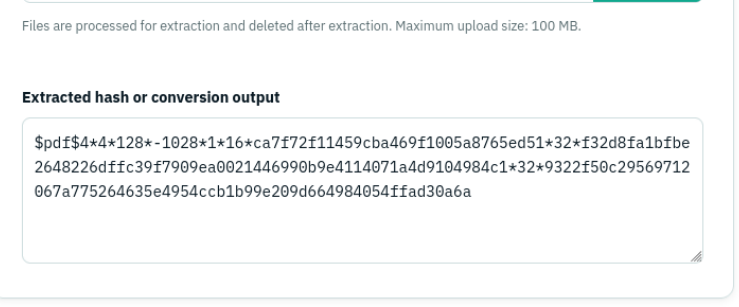 Files are processed for extraction and deleted after extraction. Maximum upload size: 100 MB.
Extracted hash or conversion output
$pdf$4*4*128*-1028*1*16*ca7f72f11459cba469f1005a8765ed51*32*f32d8fa1bfbe
2648226dffc39f7909ea0021446990b9e4114071a4d9104984c1*32*9322f50c29569712
067a775264635e4954ccb1b99e209d664984054ffad30a6a